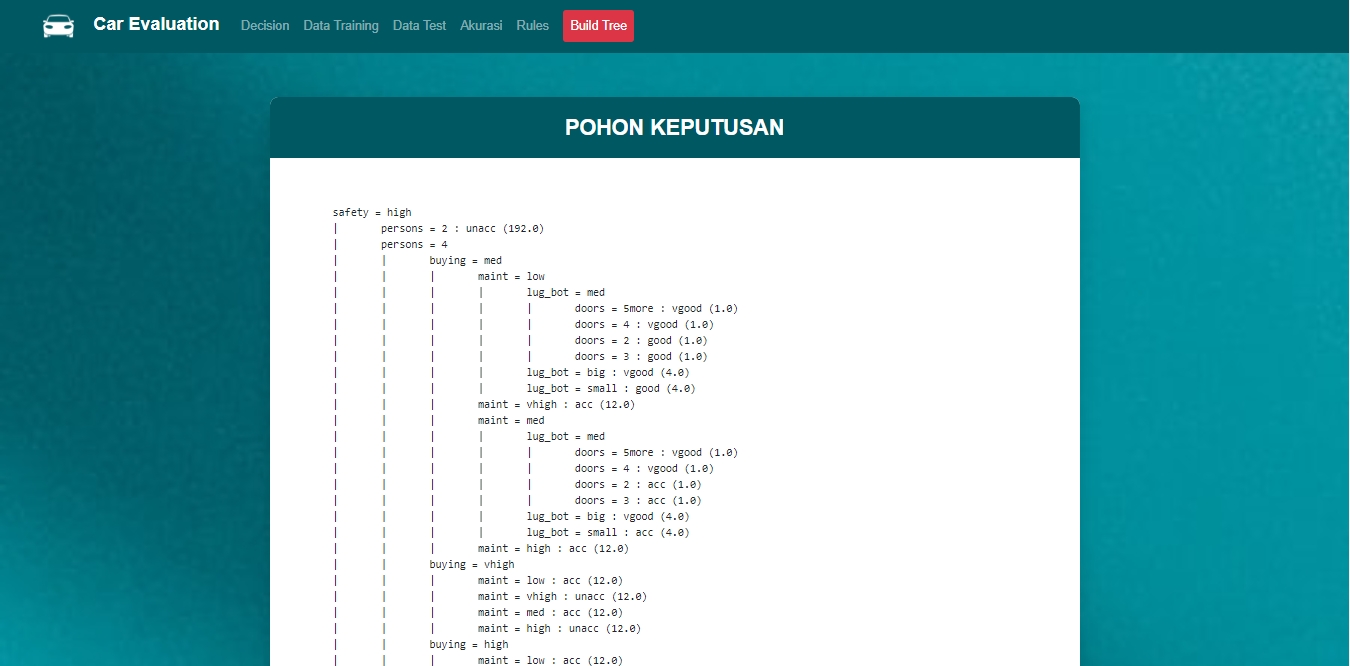 Car Evaluation Decision Data Training Data Test Akurasi Rules Build Tree
POHON KEPUTUSAN
safety = high
| persons = 2 : unacc (192.0)
| persons = 4
| | buying = med
| | | maint = low
| | | | lug_bot = med
| | | | | doors = 5more : vgood (1.0)
| | | | | doors = 4 : vgood (1.0)
| | | | | doors = 2 : good (1.0)
| | | | | doors = 3 : good (1.0)
| | | | lug_bot = big : vgood (4.0)
| | | | lug_bot = small : good (4.0)
| | | maint = vhigh : acc (12.0)
| | | maint = med
| | | | lug_bot = med
| | | | | doors = 5more : vgood (1.0)
| | | | | doors = 4 : vgood (1.0)
| | | | | doors = 2 : acc (1.0)
| | | | | doors = 3 : acc (1.0)
| | | | lug_bot = big : vgood (4.0)
| | | | lug_bot = small : acc (4.0)
| | | maint = high : acc (12.0)
| | buying = vhigh
| | | maint = low : acc (12.0)
| | | maint = vhigh : unacc (12.0)
| | | maint = med : acc (12.0)
| | | maint = high : unacc (12.0)
| | buying = high
| | | maint = low : acc (12.0)